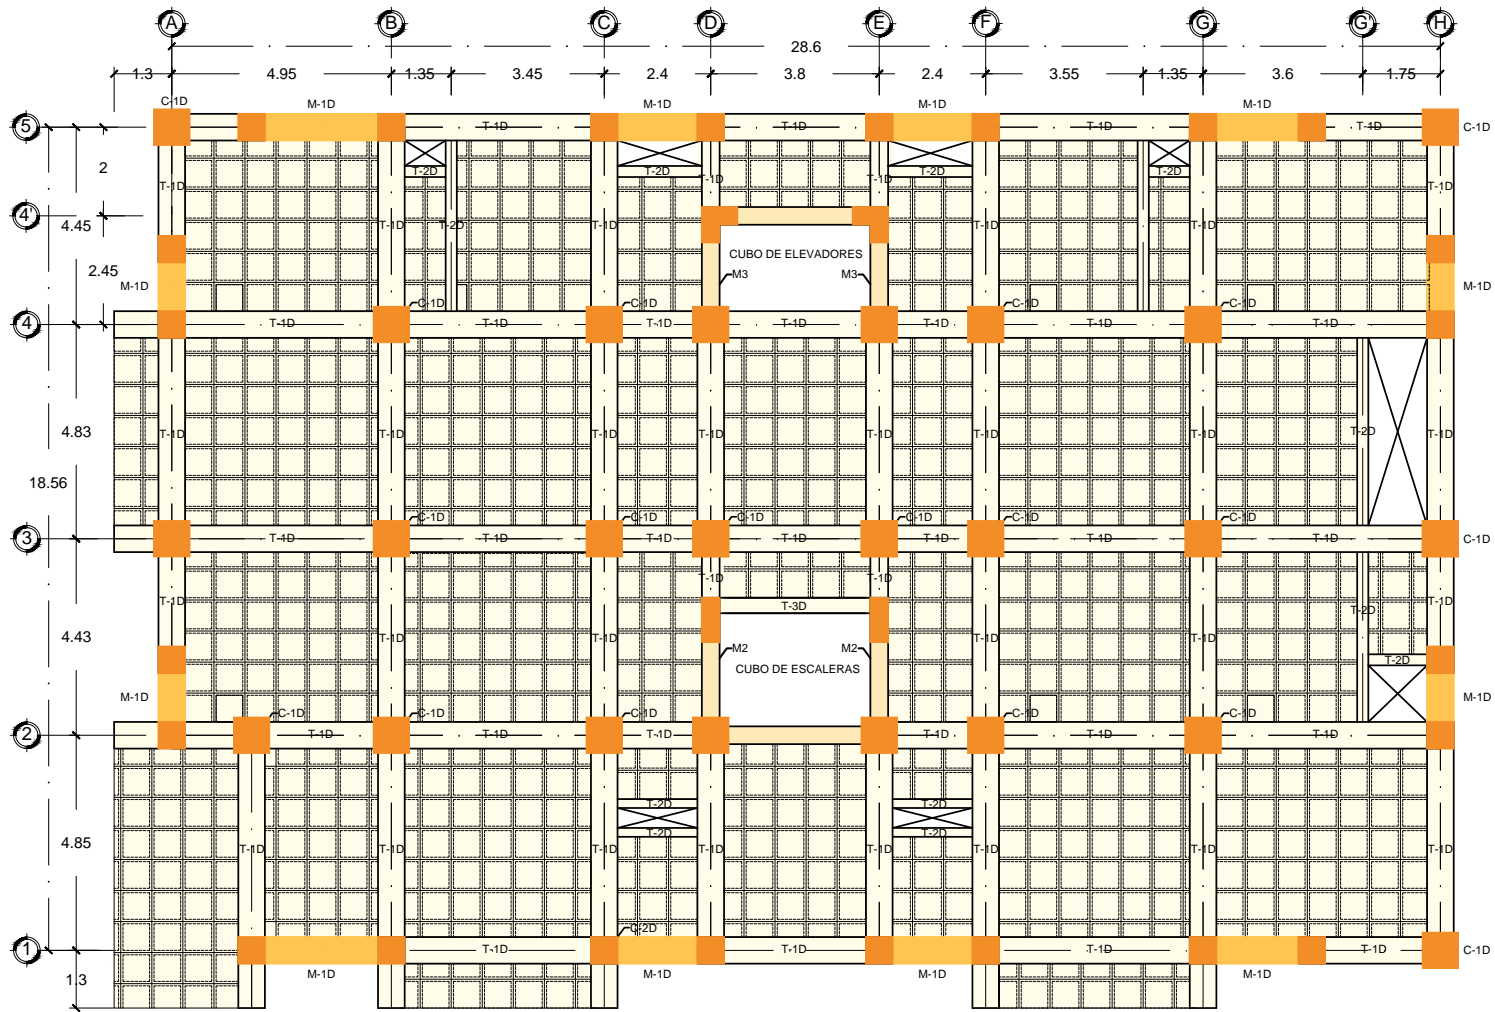 A B C D E F G G' H
28.6
1.3 4.95 1.35 3.45 2.4 3.8 2.4 3.55 1.35 3.6 1.75
C-1D M-1D M-1D M-1D M-1D
5 T-1D T-1D T-1D T-1D T-1D C-1D
2 T-2D T-2D T-2D T-2D
T-1D T-1D T-1D T-1D
4' 4.45 T-1D T-2D T-1D T-1D T-2D T-1D
CUBO DE ELEVADORES
2.45 M3 M3
M-1D M-1D
C-1D C-1D C-1D C-1D
4 T-1D T-1D T-1D T-1D T-1D T-1D T-1D
4.83 T-1D T-1D T-1D T-1D T-1D T-1D T-1D T-2D T-1D
18.56
C-1D C-1D C-1D C-1D C-1D C-1D
3 T-1D T-1D T-1D T-1D T-1D T-1D T-1D C-1D
T-1D T-1D
T-1D T-3D T-2D T-1D
4.43 T-1D T-1D T-1D T-1D
M2 M2
CUBO DE ESCALERAS T-2D
M-1D M-1D
C-1D C-1D C-1D C-1D C-1D
2 T-1D T-1D T-1D T-1D T-1D T-1D
T-2D T-2D
T-2D T-2D
4.85 T-1D T-1D T-1D T-1D T-1D T-1D T-1D T-1D
C-2D
1 T-1D T-1D T-1D T-1D C-1D
M-1D M-1D M-1D M-1D
1.3